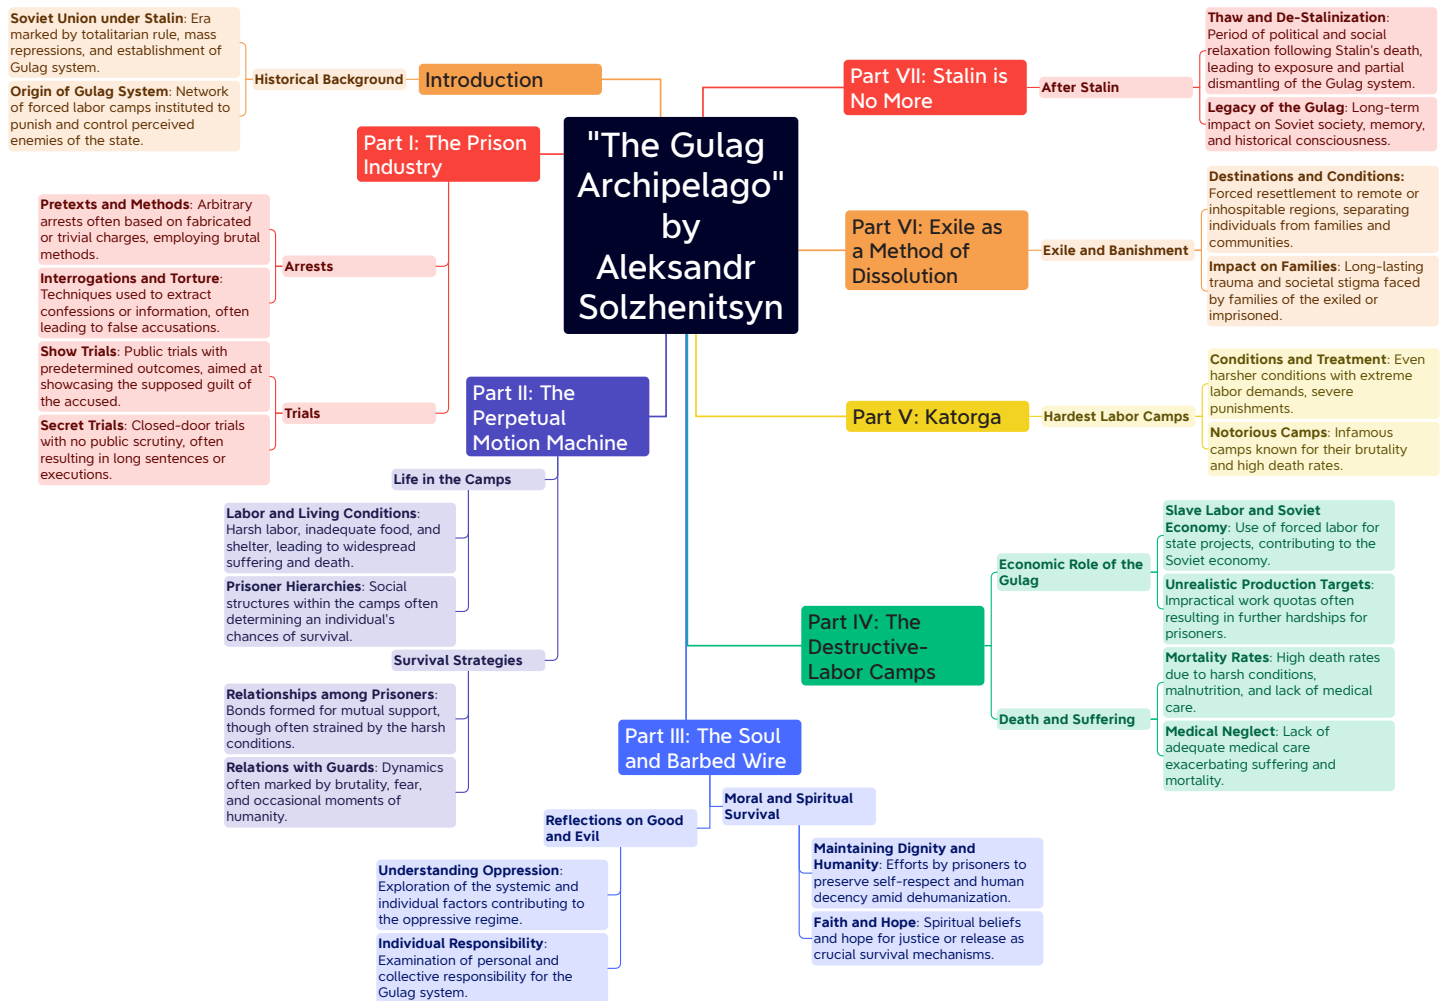 "The Gulag
Archipelago"
by
Aleksandr
Solzhenitsyn
Introduction
Historical Background
Soviet Union under Stalin: Era
marked by totalitarian rule, mass
repressions, and establishment of
Gulag system.
Origin of Gulag System: Network
of forced labor camps instituted to
punish and control perceived
enemies of the state.
Part I: The Prison
Industry
Arrests
Pretexts and Methods: Arbitrary
arrests often based on fabricated
or trivial charges, employing brutal
methods.
Interrogations and Torture:
Techniques used to extract
confessions or information, often
leading to false accusations.
Trials
Show Trials: Public trials with
predetermined outcomes, aimed at
showcasing the supposed guilt of
the accused.
Secret Trials: Closed-door trials
with no public scrutiny, often
resulting in long sentences or
executions.
Part II: The
Perpetual
Motion Machine
Life in the Camps
Labor and Living Conditions:
Harsh labor, inadequate food, and
shelter, leading to widespread
suffering and death.
Prisoner Hierarchies: Social
structures within the camps often
determining an individual's
chances of survival.
Survival Strategies
Relationships among Prisoners:
Bonds formed for mutual support,
though often strained by the harsh
conditions.
Relations with Guards: Dynamics
often marked by brutality, fear,
and occasional moments of
humanity.
Part III: The Soul
and Barbed Wire
Moral and Spiritual
Survival
Maintaining Dignity and
Humanity: Efforts by prisoners to
preserve self-respect and human
decency amid dehumanization.
Faith and Hope: Spiritual beliefs
and hope for justice or release as
crucial survival mechanisms.
Reflections on Good
and Evil
Understanding Oppression:
Exploration of the systemic and
individual factors contributing to
the oppressive regime.
Individual Responsibility:
Examination of personal and
collective responsibility for the
Gulag system.
Part IV: The
Destructive-
Labor Camps
Economic Role of the
Gulag
Slave Labor and Soviet
Economy: Use of forced labor for
state projects, contributing to the
Soviet economy.
Unrealistic Production Targets:
Impractical work quotas often
resulting in further hardships for
prisoners.
Death and Suffering
Mortality Rates: High death rates
due to harsh conditions,
malnutrition, and lack of medical
care.
Medical Neglect: Lack of
adequate medical care
exacerbating suffering and
mortality.
Part V: Katorga
Hardest Labor Camps
Conditions and Treatment: Even
harsher conditions with extreme
labor demands, severe
punishments.
Notorious Camps: Infamous
camps known for their brutality
and high death rates.
Part VI: Exile as
a Method of
Dissolution
Exile and Banishment
Destinations and Conditions:
Forced resettlement to remote or
inhospitable regions, separating
individuals from families and
communities.
Impact on Families: Long-lasting
trauma and societal stigma faced
by families of the exiled or
imprisoned.
Part VII: Stalin is
No More
After Stalin
Thaw and De-Stalinization:
Period of political and social
relaxation following Stalin's death,
leading to exposure and partial
dismantling of the Gulag system.
Legacy of the Gulag: Long-term
impact on Soviet society, memory,
and historical consciousness.